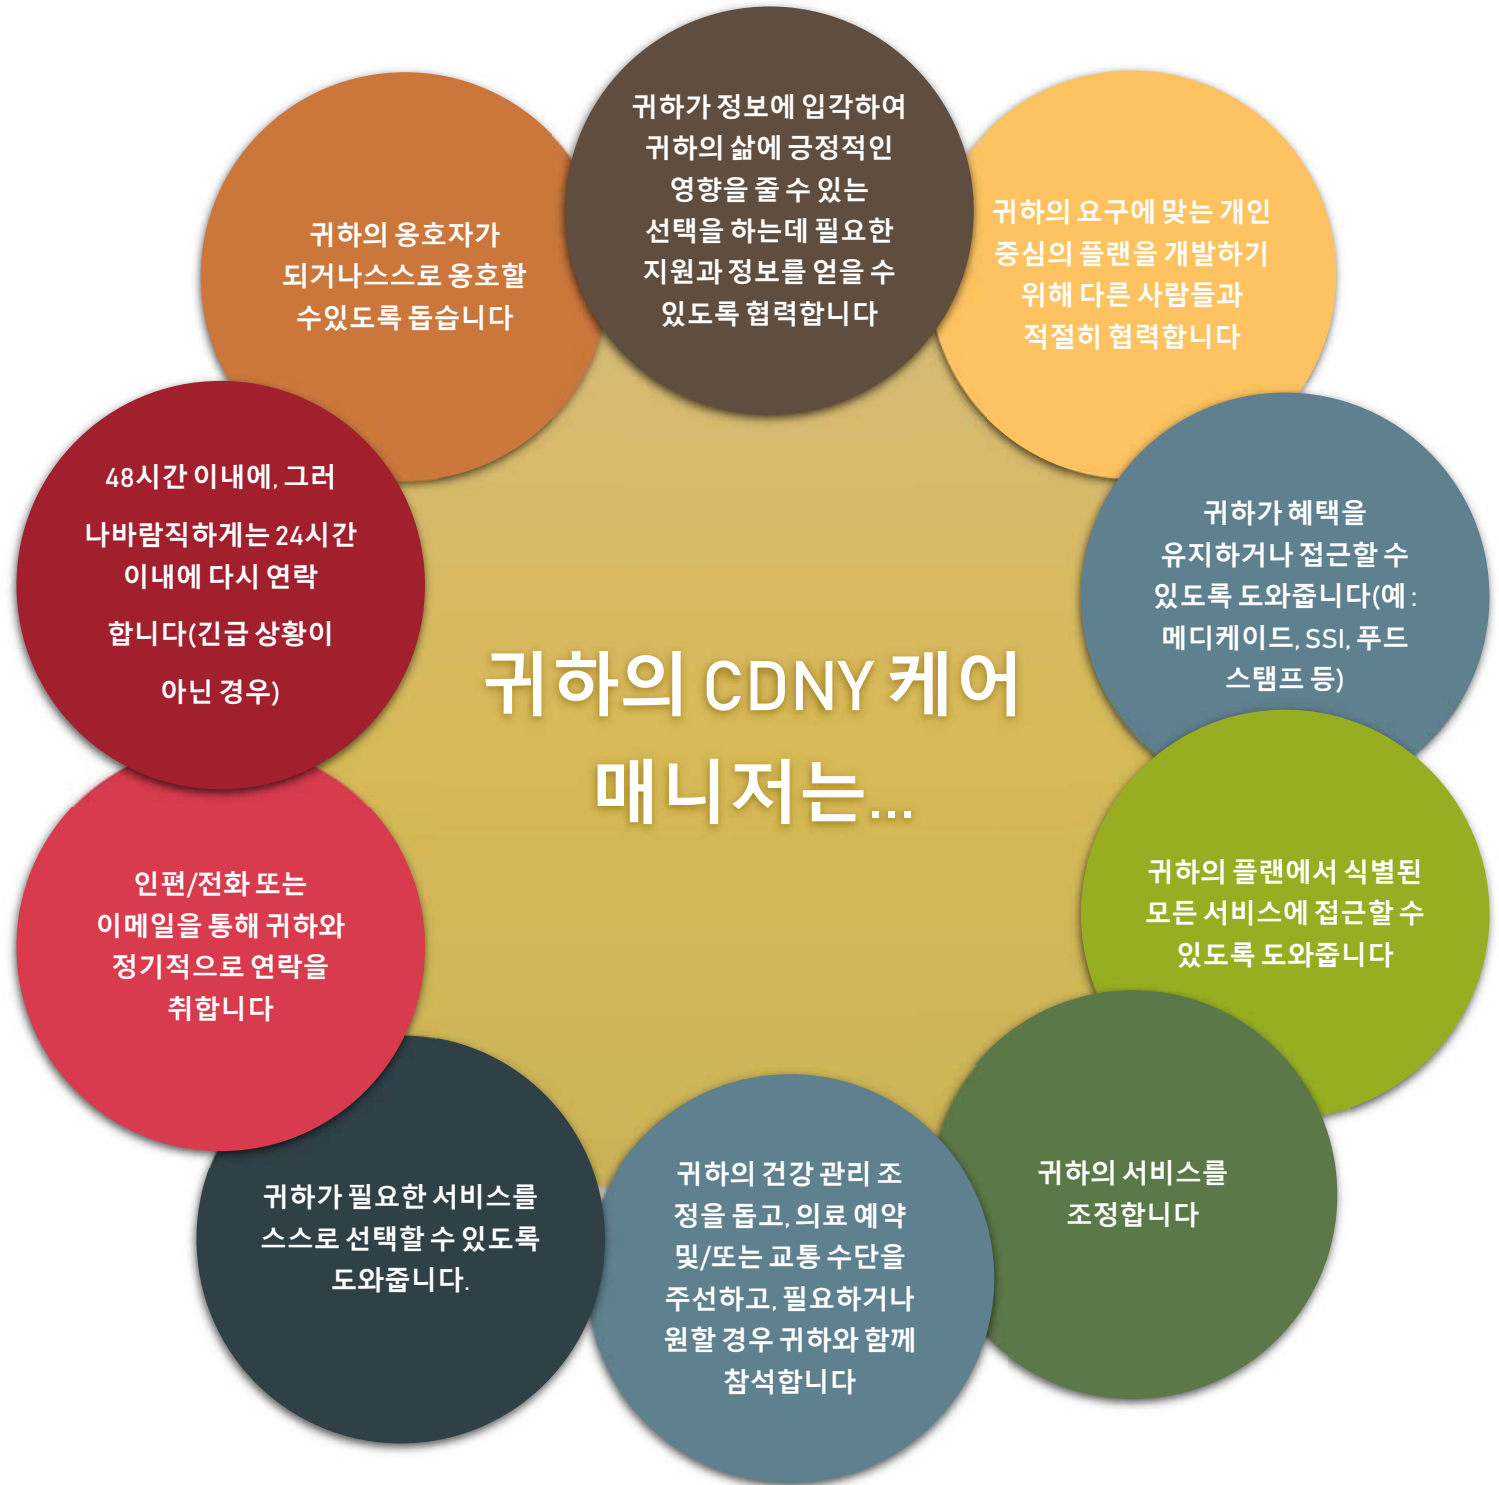 귀하가 정보에 입각하여
귀하의 삶에 긍정적인
영향을 줄 수 있는
선택을 하는데 필요한
지원과 정보를 얻을 수
있도록 협력합니다
귀하의 요구에 맞는 개인
중심의 플랜을 개발하기
위해 다른 사람들과
적절히 협력합니다
귀하가 혜택을
유지하거나 접근할 수
있도록 도와줍니다(예:
메디케이드, SSI, 푸드
스탬프 등)
귀하의 플랜에서 식별된
모든 서비스에 접근할 수
있도록 도와줍니다
귀하의 서비스를
조정합니다
귀하의 건강 관리 조
정을 돕고, 의료 예약
및/또는 교통 수단을
주선하고, 필요하거나
원할 경우 귀하와 함께
참석합니다
귀하가 필요한 서비스를
스스로 선택할 수 있도록
도와줍니다.
인편/전화 또는
이메일을 통해 귀하와
정기적으로 연락을
취합니다
48시간 이내에, 그러
나바람직하게는 24시간
이내에 다시 연락
합니다(긴급 상황이
아닌 경우)
귀하의 옹호자가
되거나스스로 옹호할
수있도록 돕습니다
귀하의 CDNY 케어
매니저는...